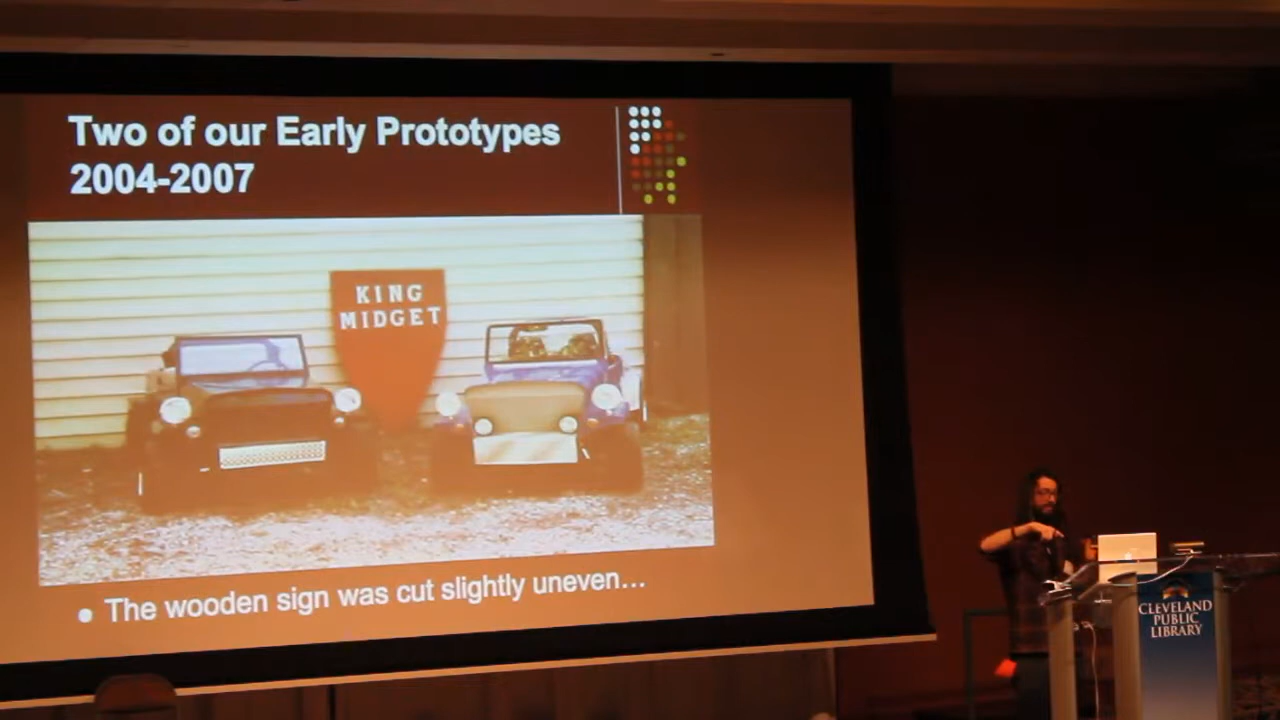 Two of our Early Prototypes
2004-2007
KING
MIDGET
• The wooden sign was cut slightly uneven...
CLEVELAND
PUBLIC
LIBRARY